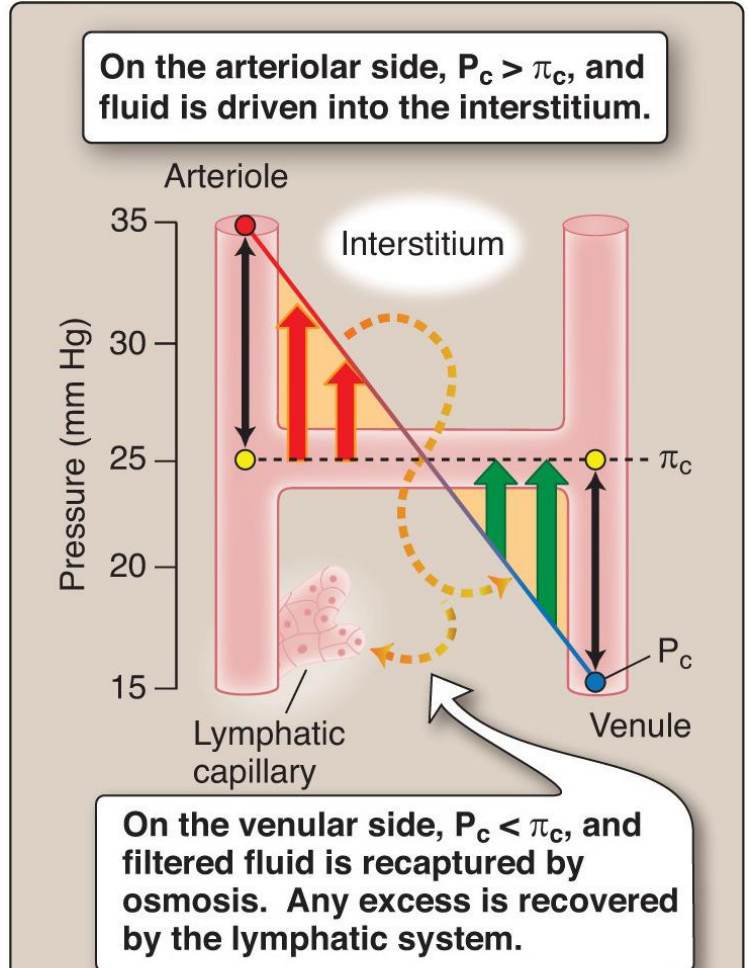 On the arteriolar side, Pc > πc, and
fluid is driven into the interstitium.
Arteriole
35
Interstitium
30
Pressure (mm Hg)
25
πc
20
Pc
15
Venule
Lymphatic
capillary
On the venular side, Pc < πc, and
filtered fluid is recaptured by
osmosis. Any excess is recovered
by the lymphatic system.